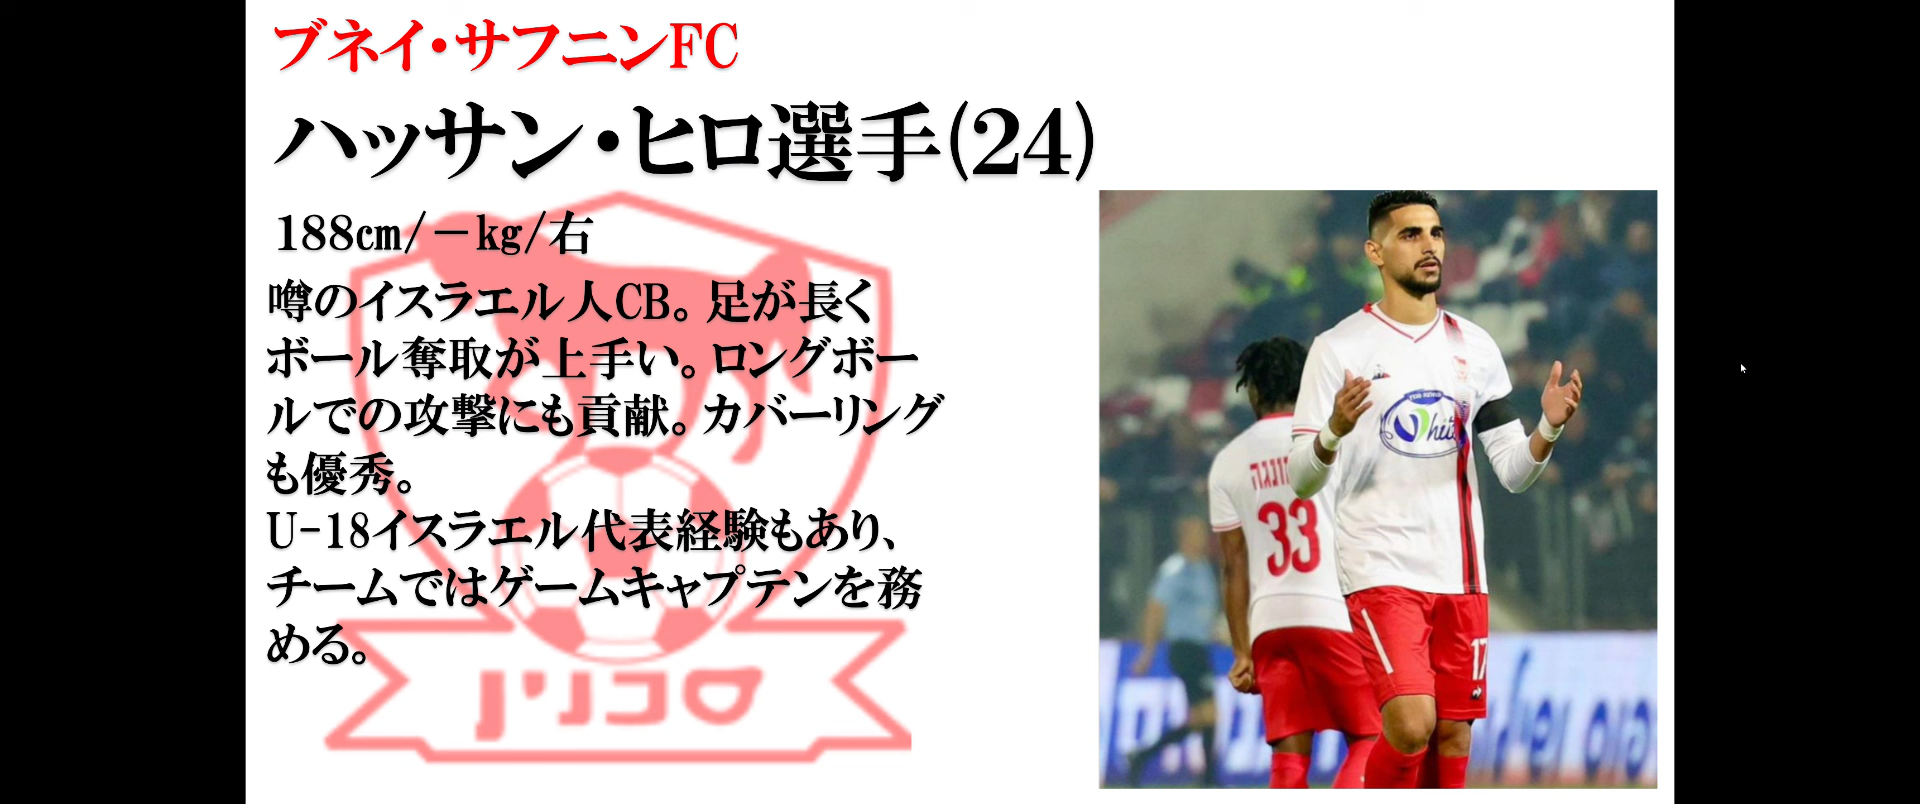 ブネイ・サフニンFC
ハッサン・ヒロ選手(24)
188cm/－kg/右
噂のイスラエル人CB。足が長く
ボール奪取が上手い。ロングボー
ルでの攻撃にも貢献。カバーリング
も優秀。
U-18イスラエル代表経験もあり、
チームではゲームキャプテンを務
める。
סכנין
33
17